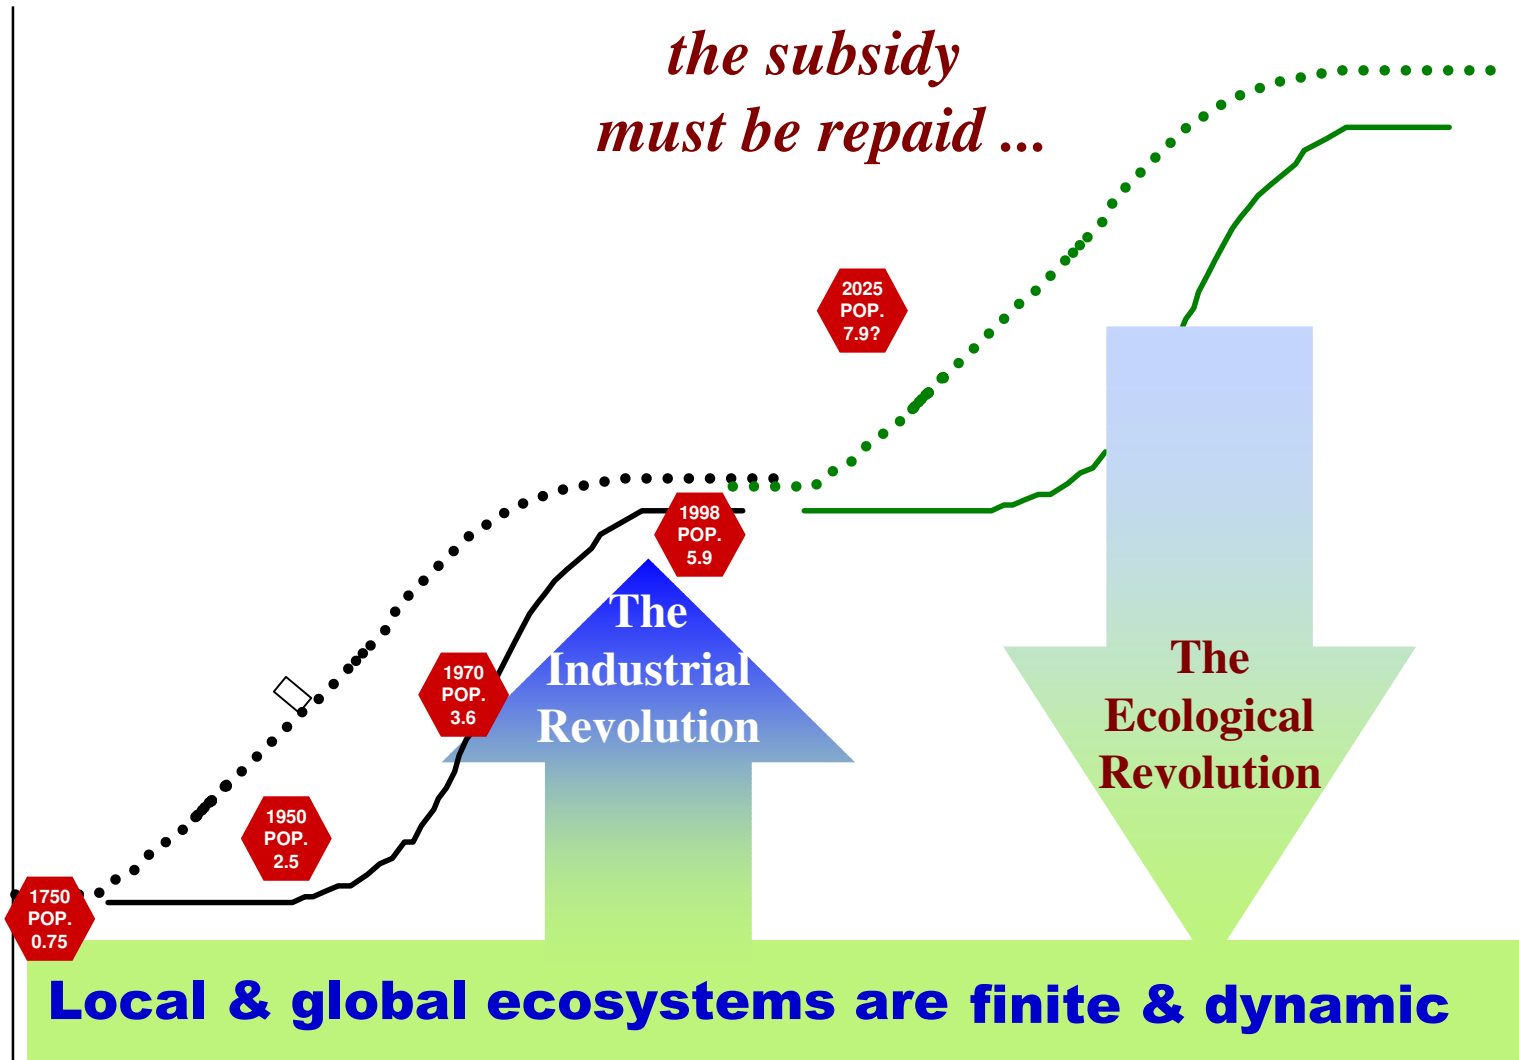 the subsidy
must be repaid ...
2025
POP.
7.9?
1998
POP.
5.9
The
Industrial
Revolution
1970
POP.
3.6
The
Ecological
Revolution
1950
POP.
2.5
1750
POP.
0.75
Local & global ecosystems are finite & dynamic